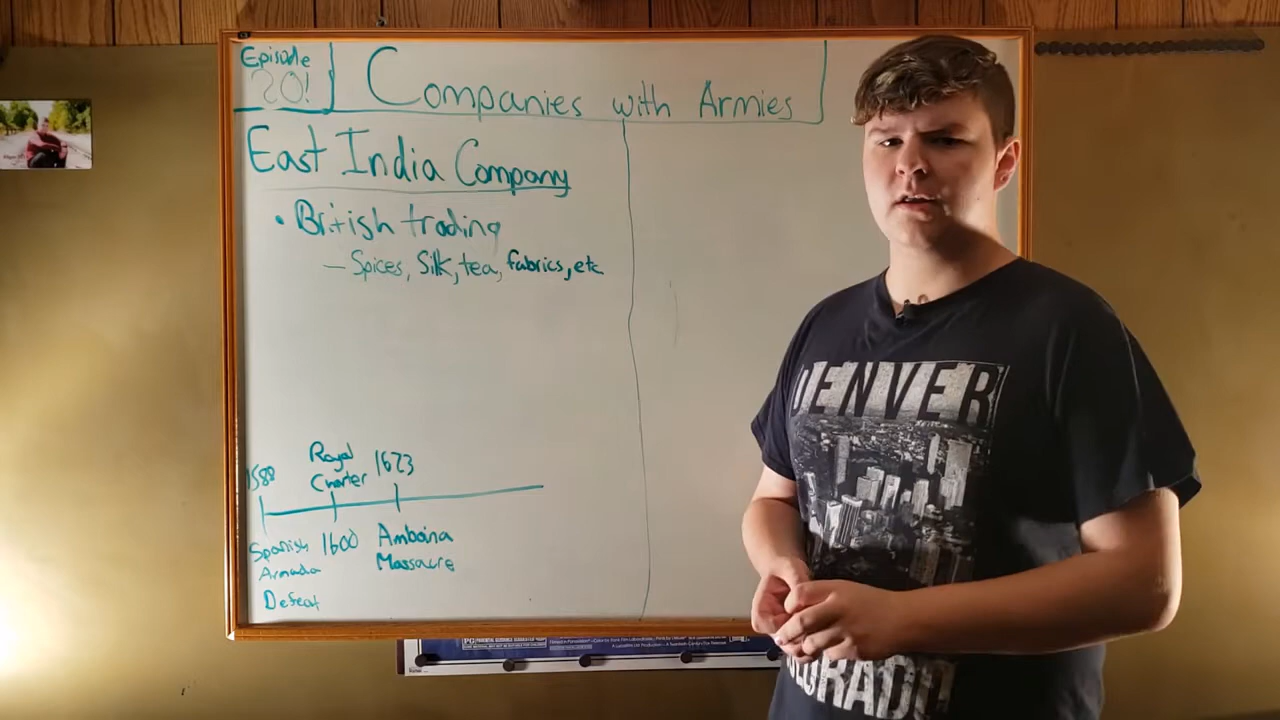 Episode
20!
Companies with Armies
East India Company
• British trading
— Spices, Silk, tea, fabrics, etc
1588
Royal
Charter
1623
Spanish
Armada
Defeat
1600
Amboina
Massacre
DENVER
COLORADO